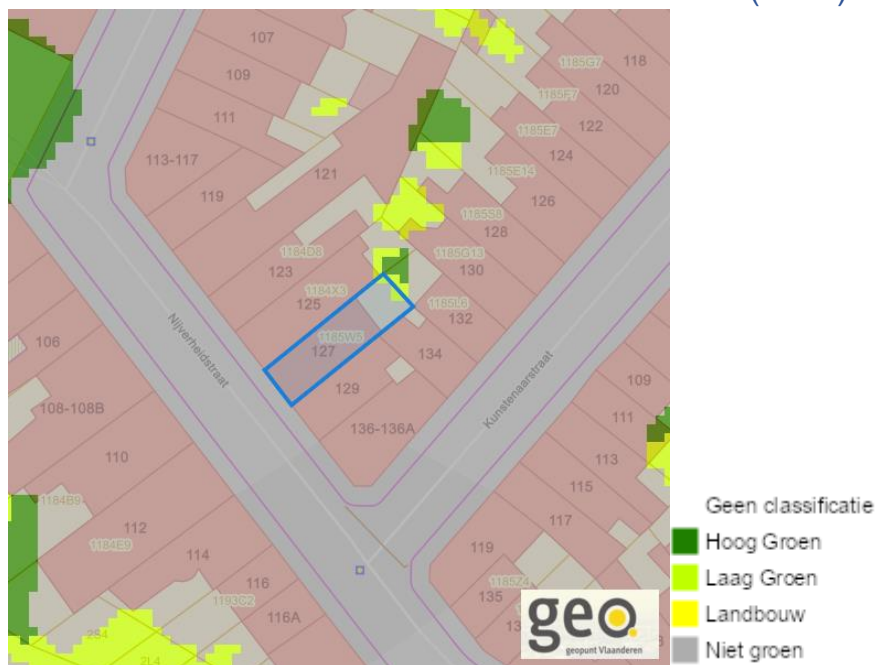 107
118
1185G7
109
120
1185F7
111
122
1185E7
124
113-117
1185E14
121
126
119
1185S8
128
1184D8
1185G13
130
123
1184X3
125
1185L6
132
Nijverheidstraat
1185W5
106
127
134
129
Kunstenaarstraat
109
108-108B
111
136-136A
110
113
115
1184B9
117
112
1184E9
114
119
116
1185Z4
135
1193C2
116A
2S4
2L4
geo
geopunt Vlaanderen
Geen classificatie
Hoog Groen
Laag Groen
Landbouw
Niet groen